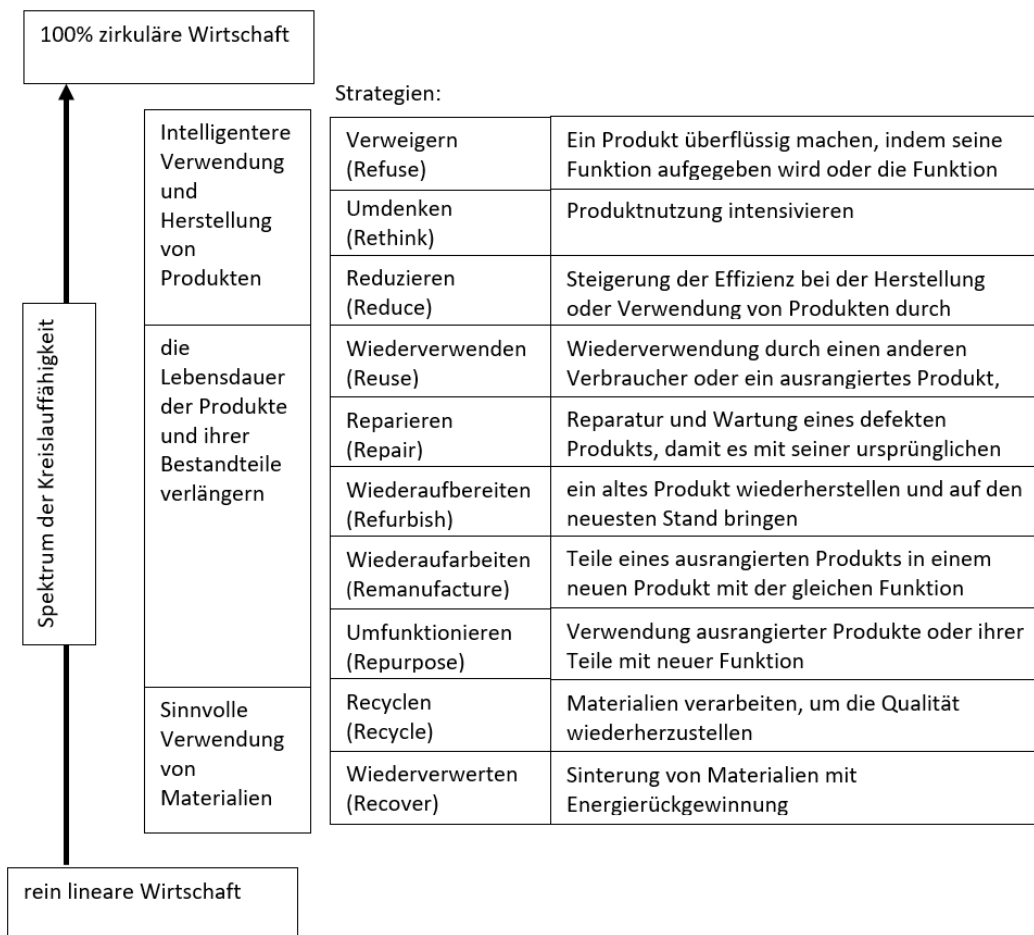 100% zirkuläre Wirtschaft
Strategien:
Spektrum der Kreislauffähigkeit
Intelligentere
Verwendung
und
Herstellung
von
Produkten
Verweigern
(Refuse)
Ein Produkt überflüssig machen, indem seine
Funktion aufgegeben wird oder die Funktion
Umdenken
(Rethink)
Produktnutzung intensivieren
Reduzieren
(Reduce)
Steigerung der Effizienz bei der Herstellung
oder Verwendung von Produkten durch
die
Lebensdauer
der Produkte
und ihrer
Bestandteile
verlängern
Wiederverwenden
(Reuse)
Wiederverwendung durch einen anderen
Verbraucher oder ein ausrangiertes Produkt,
Reparieren
(Repair)
Reparatur und Wartung eines defekten
Produkts, damit es mit seiner ursprünglichen
Wiederaufbereiten
(Refurbish)
ein altes Produkt wiederherstellen und auf den
neuesten Stand bringen
Wiederaufarbeiten
(Remanufacture)
Teile eines ausrangierten Produkts in einem
neuen Produkt mit der gleichen Funktion
Umfunktionieren
(Repurpose)
Verwendung ausrangierter Produkte oder ihrer
Teile mit neuer Funktion
Sinnvolle
Verwendung
von
Materialien
Recyclen
(Recycle)
Materialien verarbeiten, um die Qualität
wiederherzustellen
Wiederverwerten
(Recover)
Sinterung von Materialien mit
Energierückgewinnung
rein lineare Wirtschaft